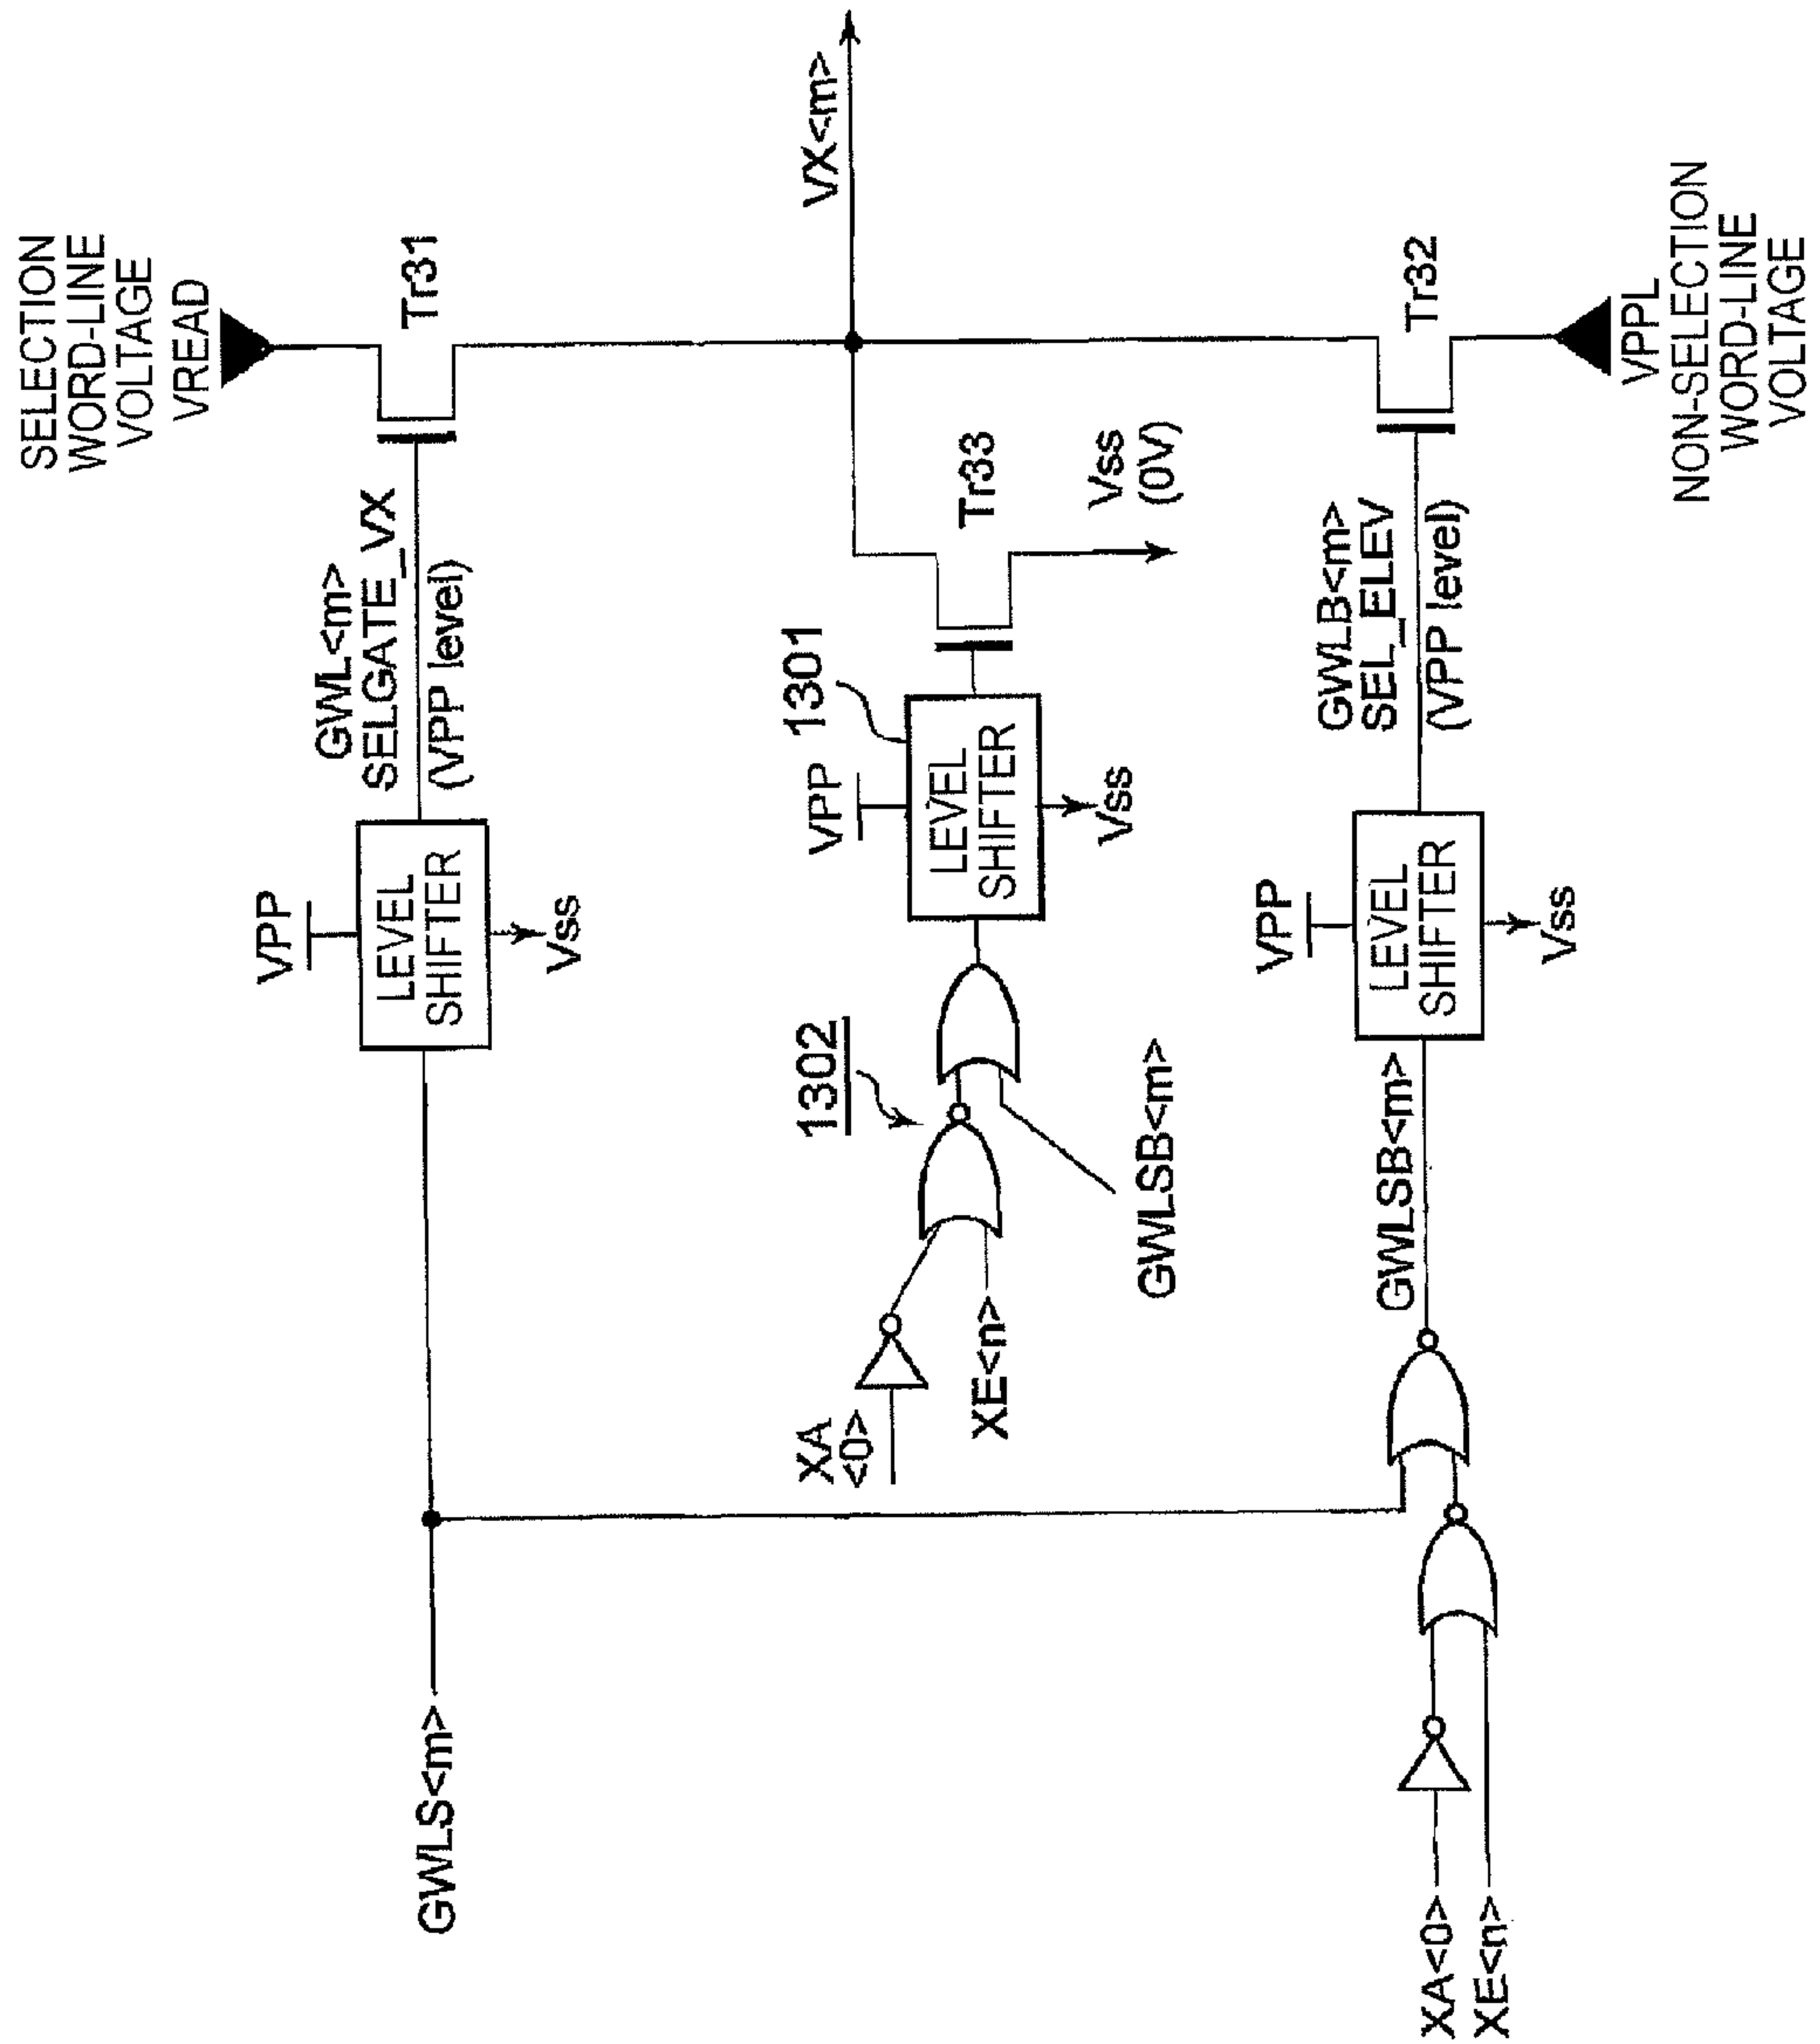 SELECTION
WORD-LINE
VOLTAGE
VREAD
Tr31
GWL<m>
SELGATE_VX
(VPP level)
VPP
LEVEL
SHIFTER
Vss
GWLS<m>
VX<m>
Tr33
Vss
(0V)
1301
VPP
LEVEL
SHIFTER
Vss
1302
XA
<0>
XE<n>
GWLSB<m>
Tr32
VPPL
NON-SELECTION
WORD-LINE
VOLTAGE
GWLB<m>
SEL_ELEV
(VPP level)
VPP
LEVEL
SHIFTER
Vss
GWLSB<m>
XA<0>
XE<n>